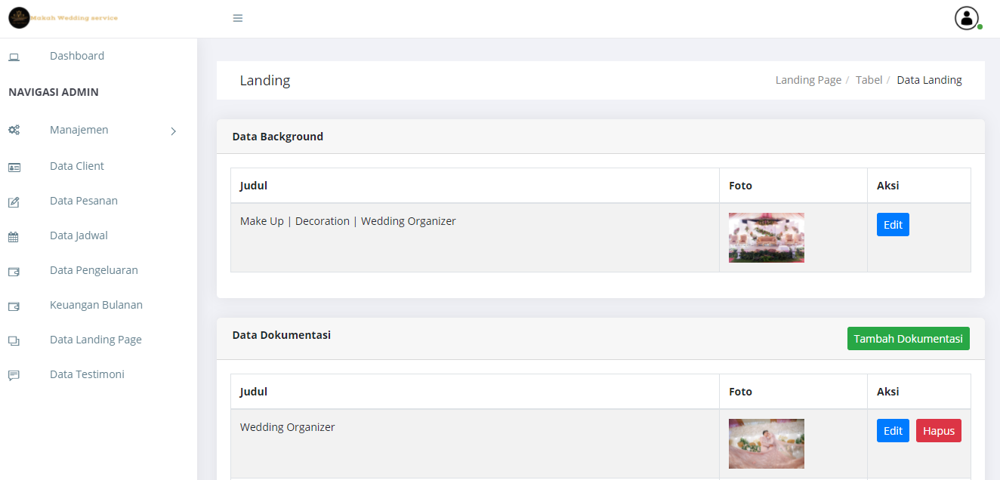 Makah Wedding service
Dashboard
NAVIGASI ADMIN
Manajemen
Data Client
Data Pesanan
Data Jadwal
Data Pengeluaran
Keuangan Bulanan
Data Landing Page
Data Testimoni
Landing
Landing Page / Tabel / Data Landing
Data Background
Judul Foto Aksi
Make Up | Decoration | Wedding Organizer Edit
Data Dokumentasi Tambah Dokumentasi
Judul Foto Aksi
Wedding Organizer Edit Hapus